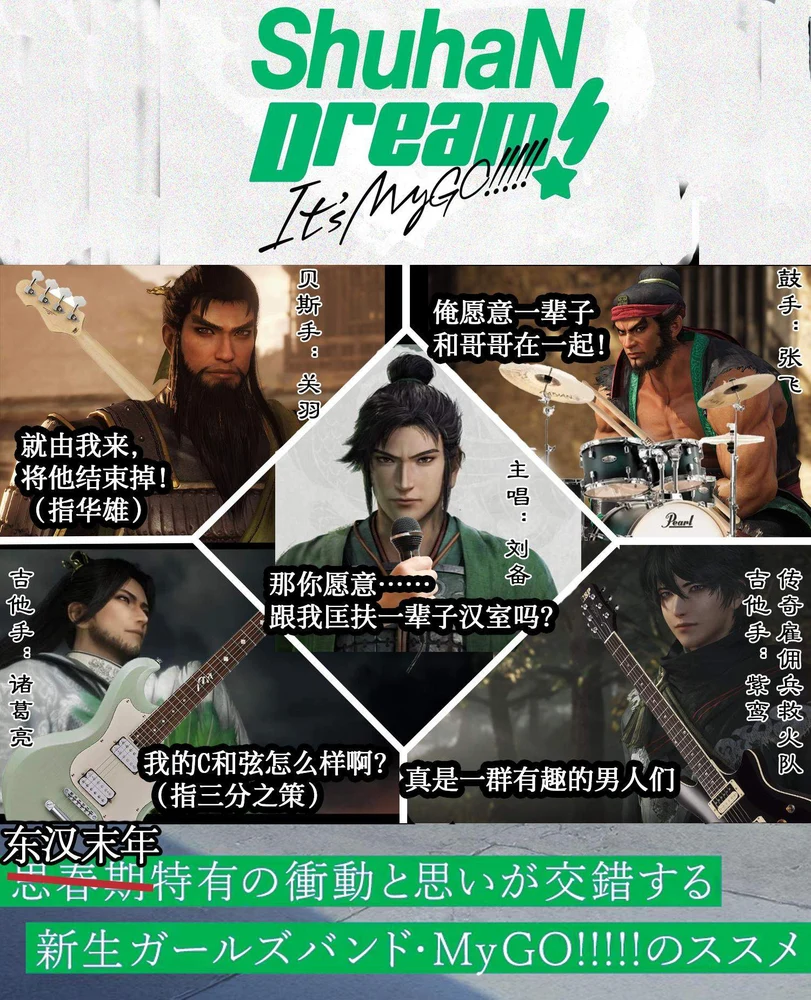 ShuhaN
Dream!
It's MyGO!!!!!
贝斯手：关羽
就由我来，
将他结束掉！
（指华雄）
鼓手：张飞
俺愿意一辈子
和哥哥在一起！
Pearl
主唱：刘备
那你愿意……
跟我匡扶一辈子汉室吗？
吉他手：诸葛亮
我的C和弦怎么样啊？
（指三分之策）
传奇雇佣兵救火队
吉他手：紫鸾
真是一群有趣的男人们
东汉末年
思春期特有の衝動と思いが交錯する
新生ガールズバンド·MyGO!!!!!のススメ